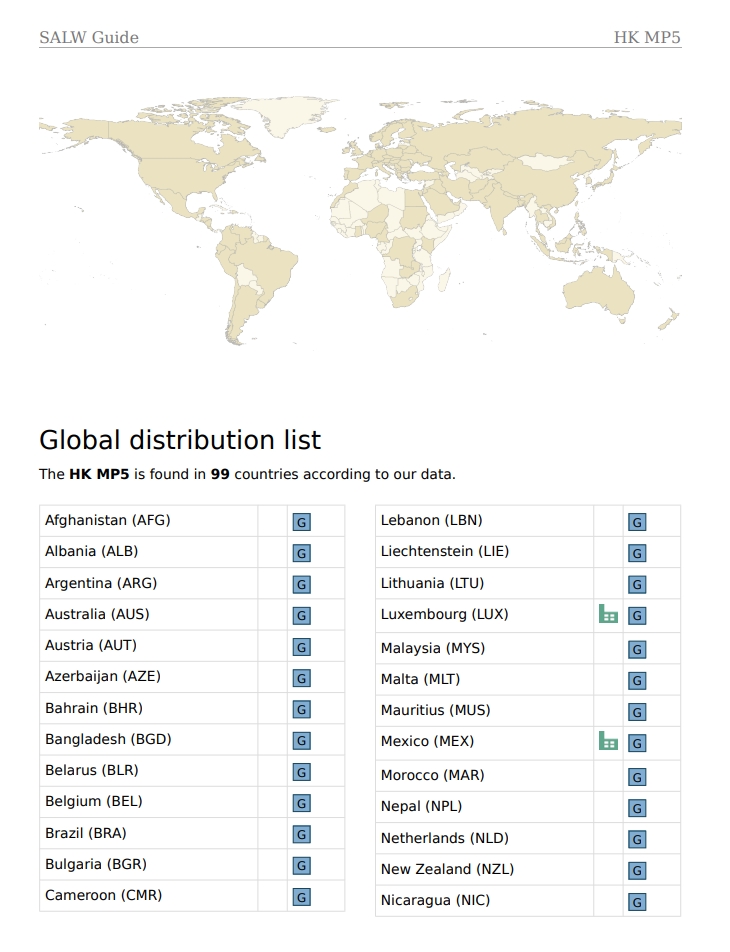 SALW Guide HK MP5
Global distribution list
The HK MP5 is found in 99 countries according to our data.
Afghanistan (AFG) G
Albania (ALB) G
Argentina (ARG) G
Australia (AUS) G
Austria (AUT) G
Azerbaijan (AZE) G
Bahrain (BHR) G
Bangladesh (BGD) G
Belarus (BLR) G
Belgium (BEL) G
Brazil (BRA) G
Bulgaria (BGR) G
Cameroon (CMR) G
Lebanon (LBN) G
Liechtenstein (LIE) G
Lithuania (LTU) G
Luxembourg (LUX) G
Malaysia (MYS) G
Malta (MLT) G
Mauritius (MUS) G
Mexico (MEX) G
Morocco (MAR) G
Nepal (NPL) G
Netherlands (NLD) G
New Zealand (NZL) G
Nicaragua (NIC) G